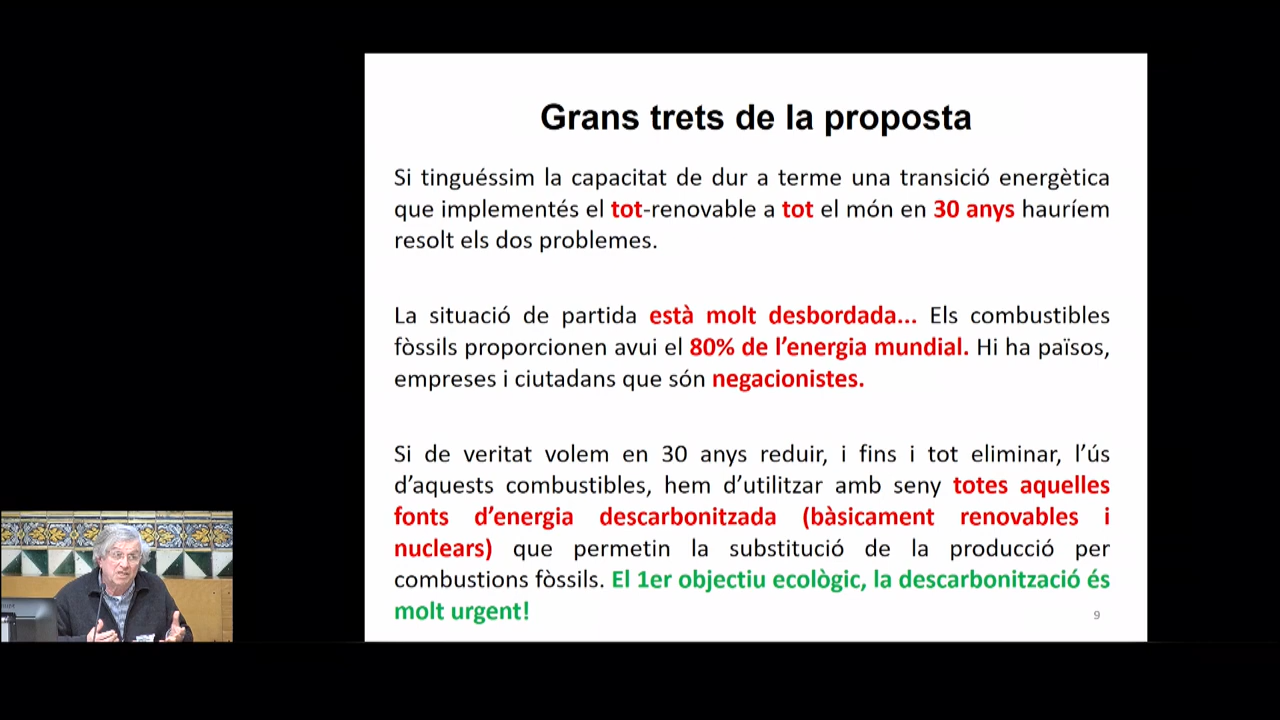 Grans trets de la proposta
Si tinguéssim la capacitat de dur a terme una transició energètica
que implementés el tot-renovable a tot el món en 30 anys hauríem
resolt els dos problemes.
La situació de partida està molt desbordada... Els combustibles
fòssils proporcionen avui el 80% de l’energia mundial. Hi ha països,
empreses i ciutadans que són negacionistes.
Si de veritat volem en 30 anys reduir, i fins i tot eliminar, l’ús
d’aquests combustibles, hem d’utilitzar amb seny totes aquelles
fonts d’energia descarbonitzada (bàsicament renovables i
nuclears) que permetin la substitució de la producció per
combustions fòssils. El 1er objectiu ecològic, la descarbonització és
molt urgent!
9